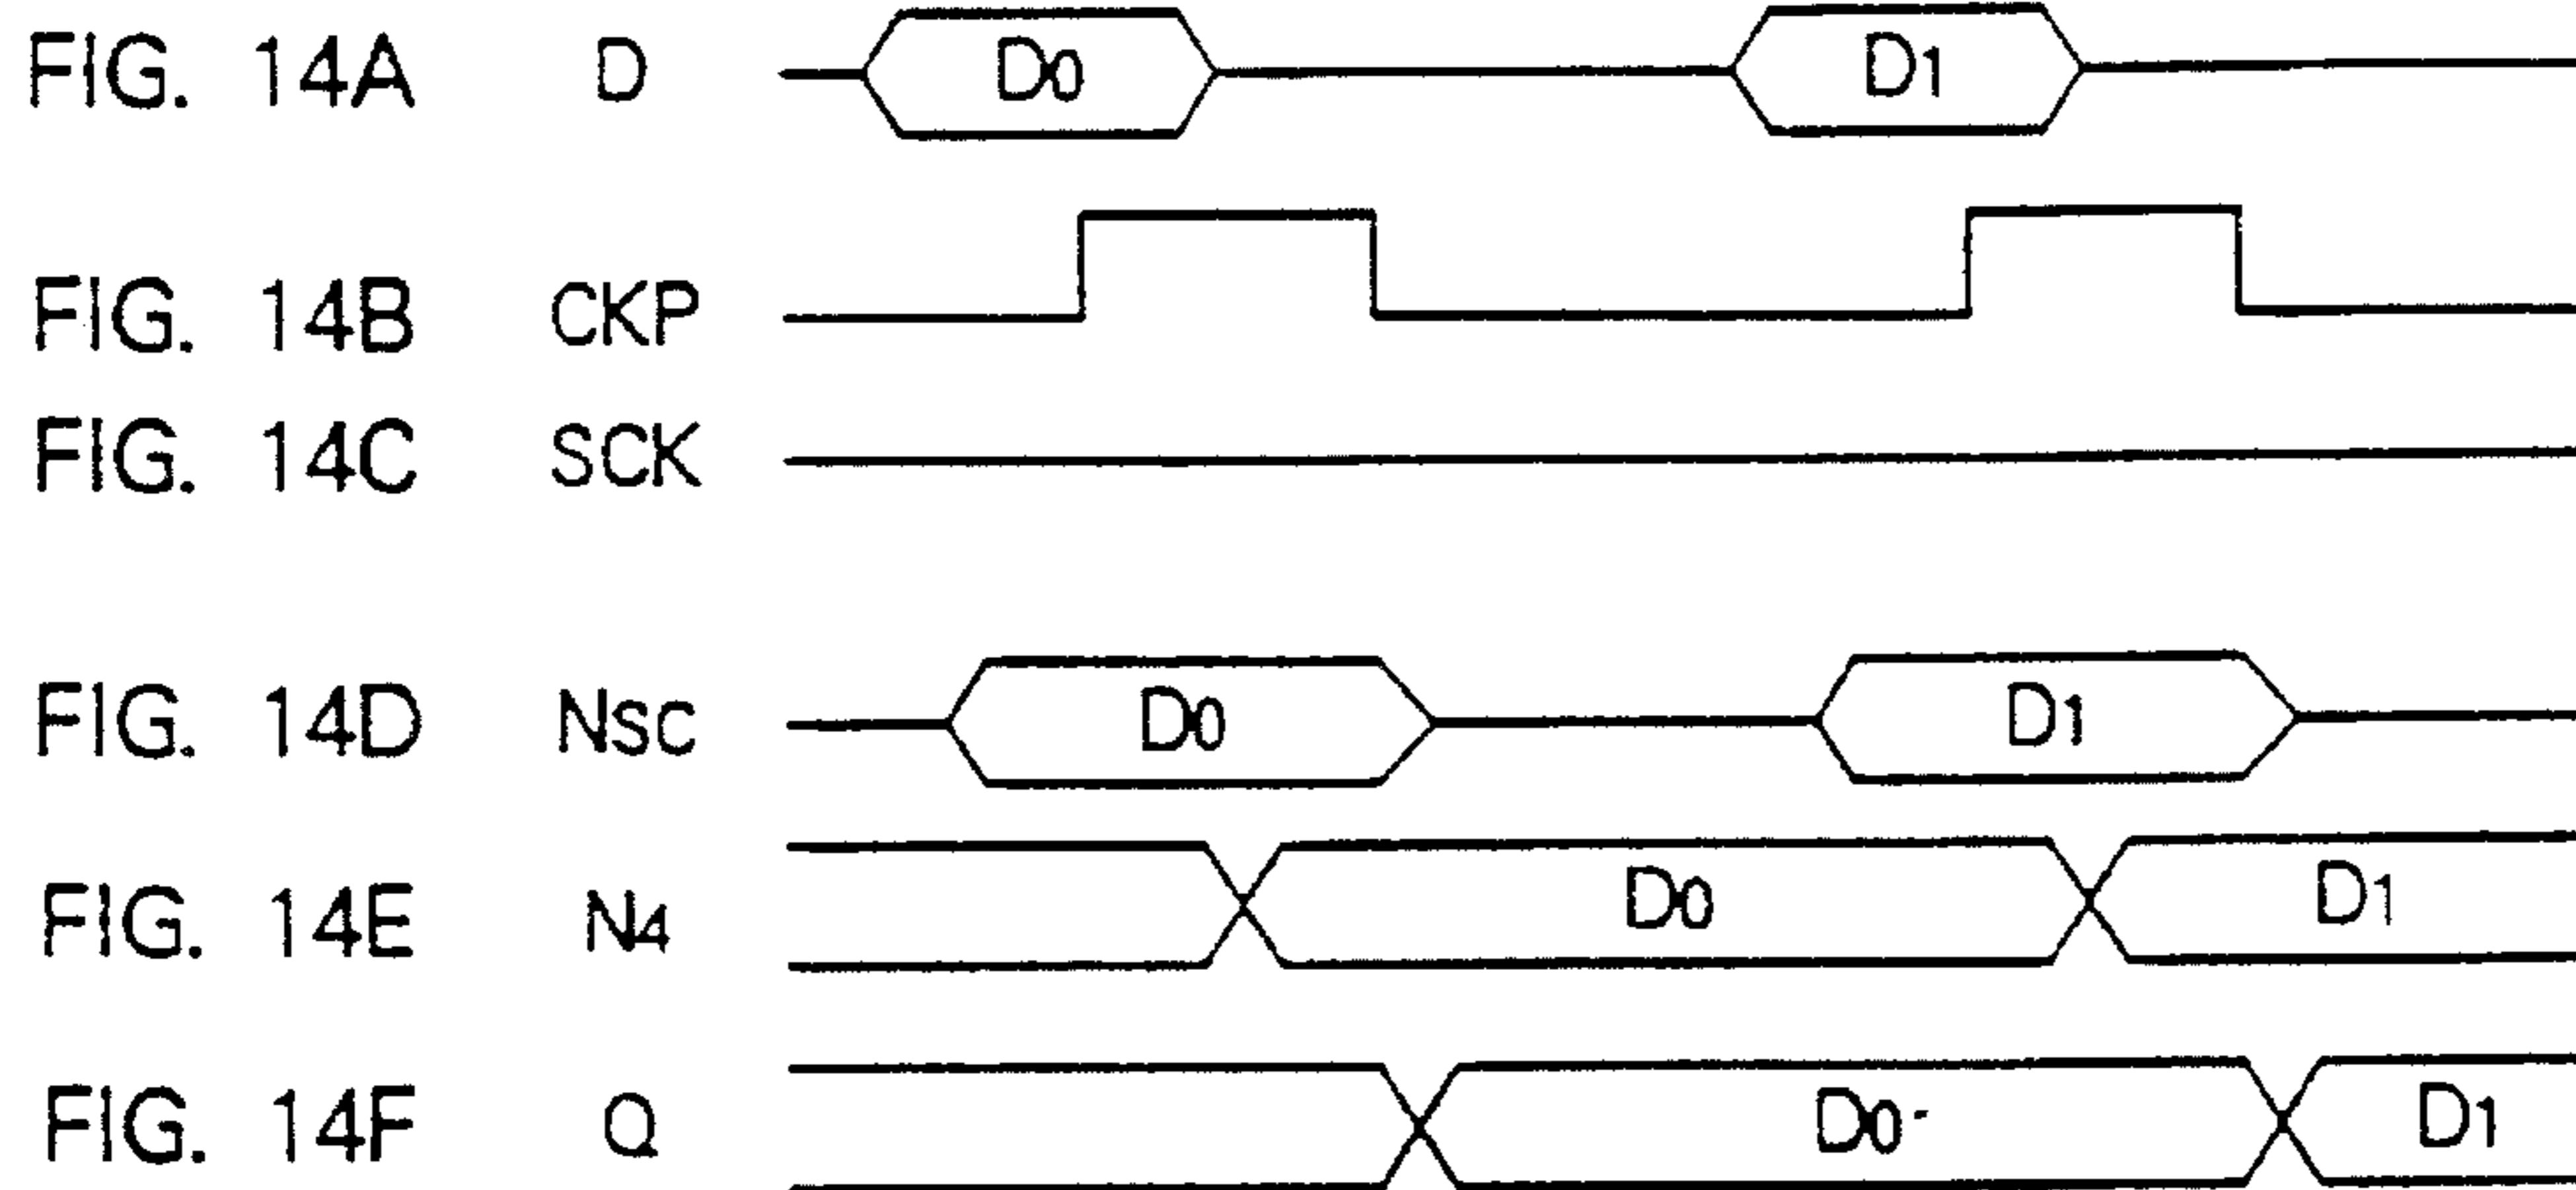 FIG. 14A D D0 D1
FIG. 14B CKP
FIG. 14C SCK
FIG. 14D NSC D0 D1
FIG. 14E N4 D0 D1
FIG. 14F Q D0 D1